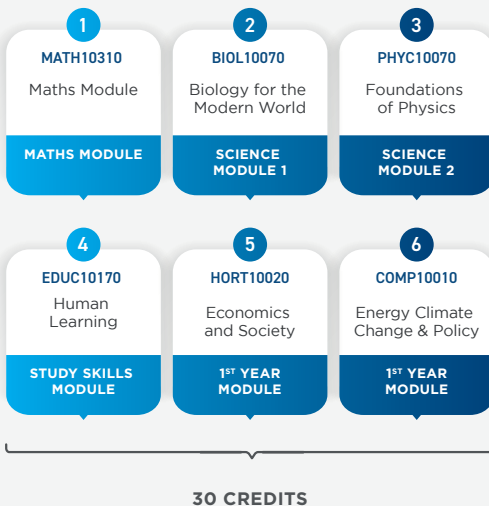 1
MATH10310
Maths Module
MATHS MODULE
2
BIOL10070
Biology for the
Modern World
SCIENCE
MODULE 1
3
PHYC10070
Foundations
of Physics
SCIENCE
MODULE 2
4
EDUC10170
Human
Learning
STUDY SKILLS
MODULE
5
HORT10020
Economics
and Society
1ST YEAR
MODULE
6
COMP10010
Energy Climate
Change & Policy
1ST YEAR
MODULE
30 CREDITS